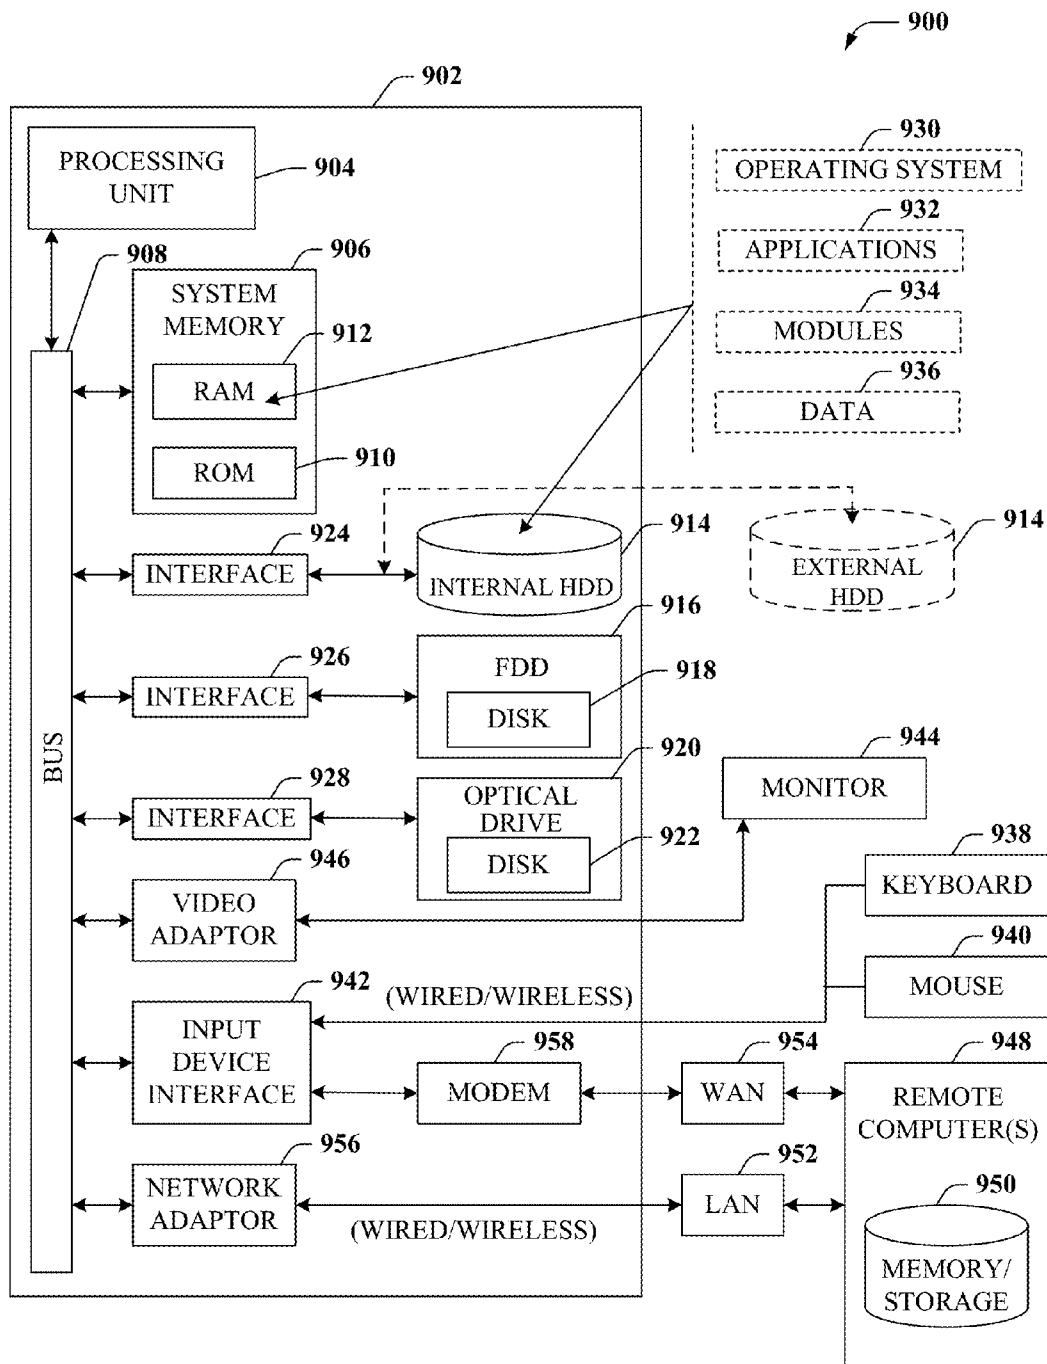 900
902
PROCESSING
UNIT
904
930
OPERATING SYSTEM
932
APPLICATIONS
934
MODULES
936
DATA
908
906
SYSTEM
MEMORY
912
RAM
910
ROM
924
INTERFACE
914
INTERNAL HDD
914
EXTERNAL
HDD
926
INTERFACE
916
FDD
918
DISK
BUS
928
INTERFACE
920
OPTICAL
DRIVE
922
DISK
944
MONITOR
946
VIDEO
ADAPTOR
938
KEYBOARD
940
MOUSE
942
INPUT
DEVICE
INTERFACE
(WIRED/WIRELESS)
958
MODEM
954
WAN
948
REMOTE
COMPUTER(S)
956
NETWORK
ADAPTOR
(WIRED/WIRELESS)
952
LAN
950
MEMORY/
STORAGE